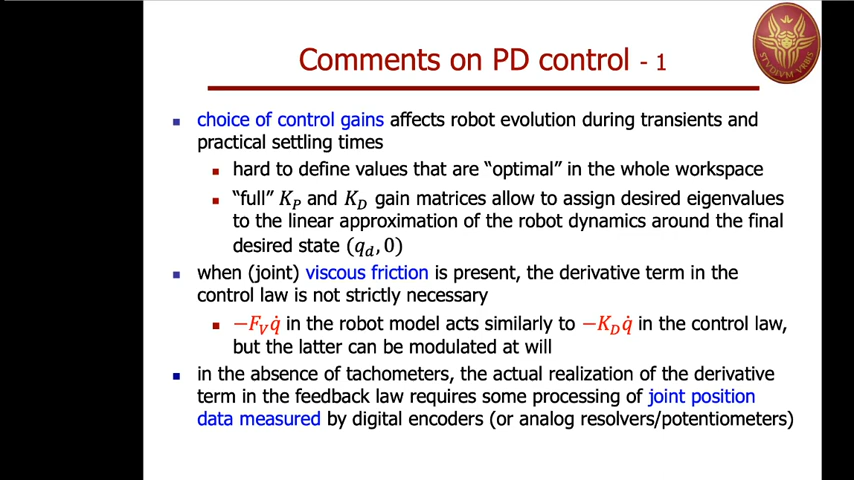 Comments on PD control - 1
STVDIVM VRBIS
▪ choice of control gains affects robot evolution during transients and
practical settling times
▪ hard to define values that are “optimal” in the whole workspace
▪ “full” K_P and K_D gain matrices allow to assign desired eigenvalues
to the linear approximation of the robot dynamics around the final
desired state (q_d, 0)
▪ when (joint) viscous friction is present, the derivative term in the
control law is not strictly necessary
▪ −F_V q̇ in the robot model acts similarly to −K_D q̇ in the control law,
but the latter can be modulated at will
▪ in the absence of tachometers, the actual realization of the derivative
term in the feedback law requires some processing of joint position
data measured by digital encoders (or analog resolvers/potentiometers)